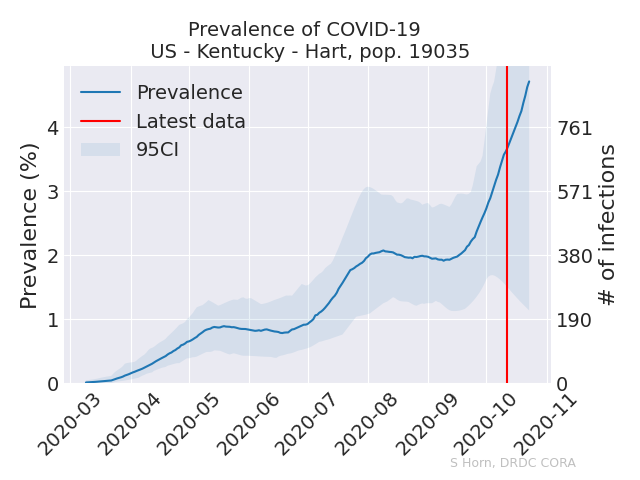 Prevalence of COVID-19
US - Kentucky - Hart, pop. 19035
Prevalence
Latest data
95CI
Prevalence (%)
4
3
2
1
0
761
571
380
190
0
# of infections
2020-03
2020-04
2020-05
2020-06
2020-07
2020-08
2020-09
2020-10
2020-11
S Horn, DRDC CORA